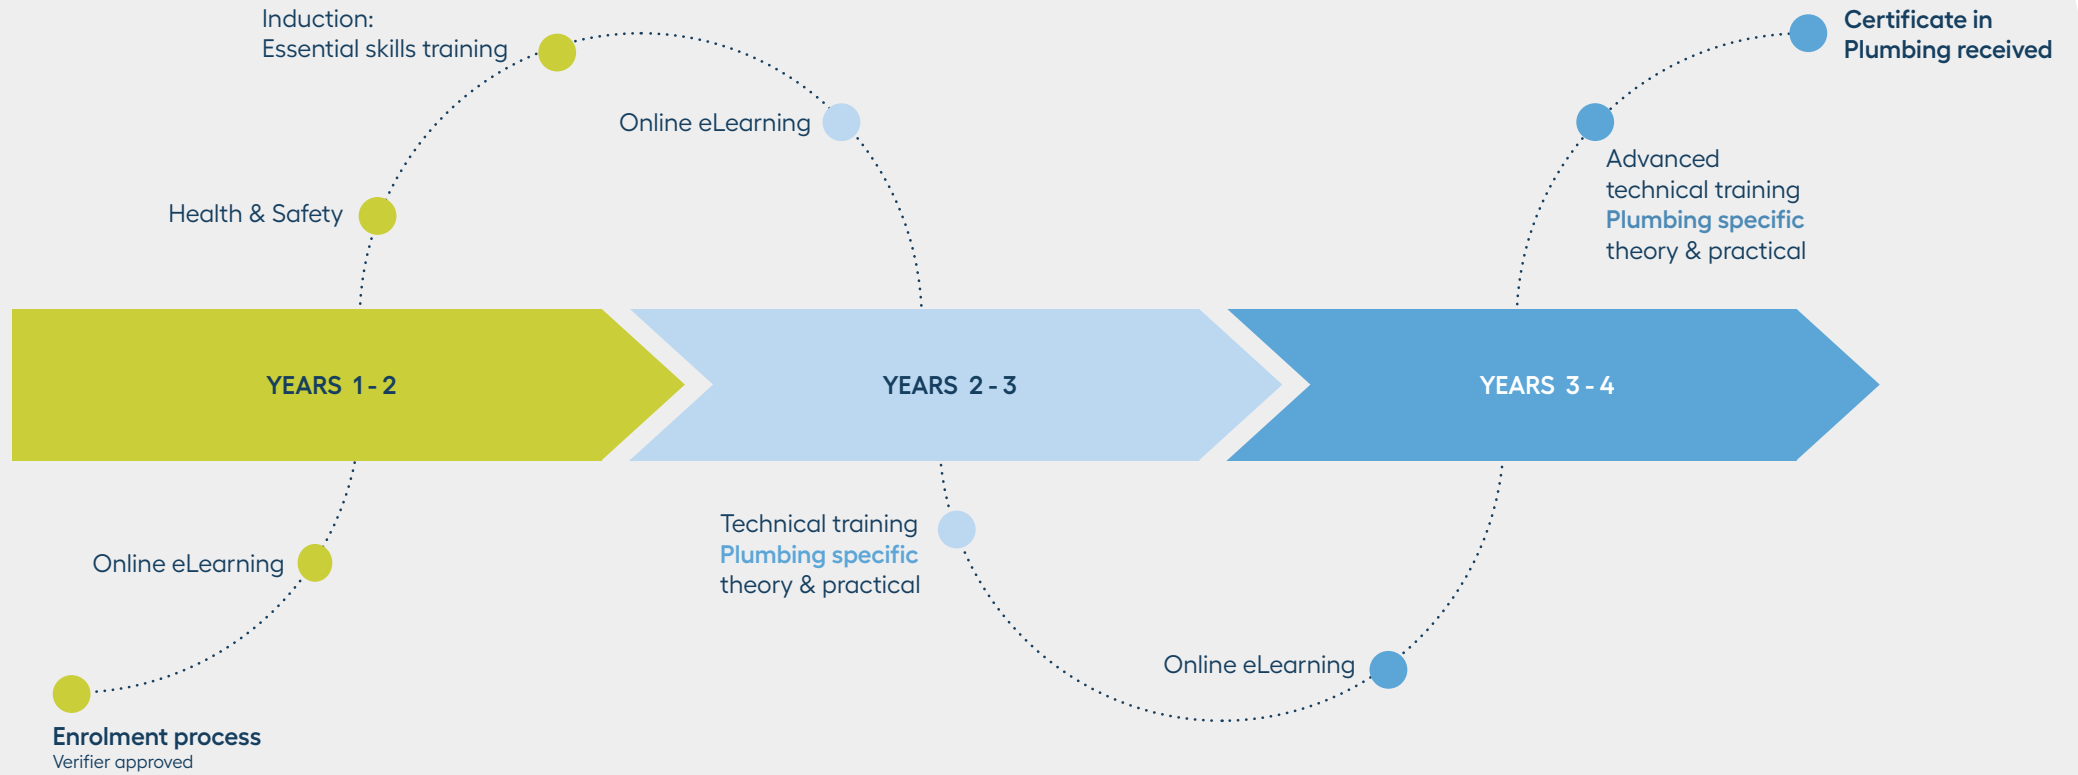 Induction:
Essential skills training
Certificate in
Plumbing received
Online eLearning
Advanced
technical training
Plumbing specific
theory & practical
Health & Safety
YEARS 1 - 2
YEARS 2 - 3
YEARS 3 - 4
Technical training
Plumbing specific
theory & practical
Online eLearning
Online eLearning
Enrolment process
Verifier approved